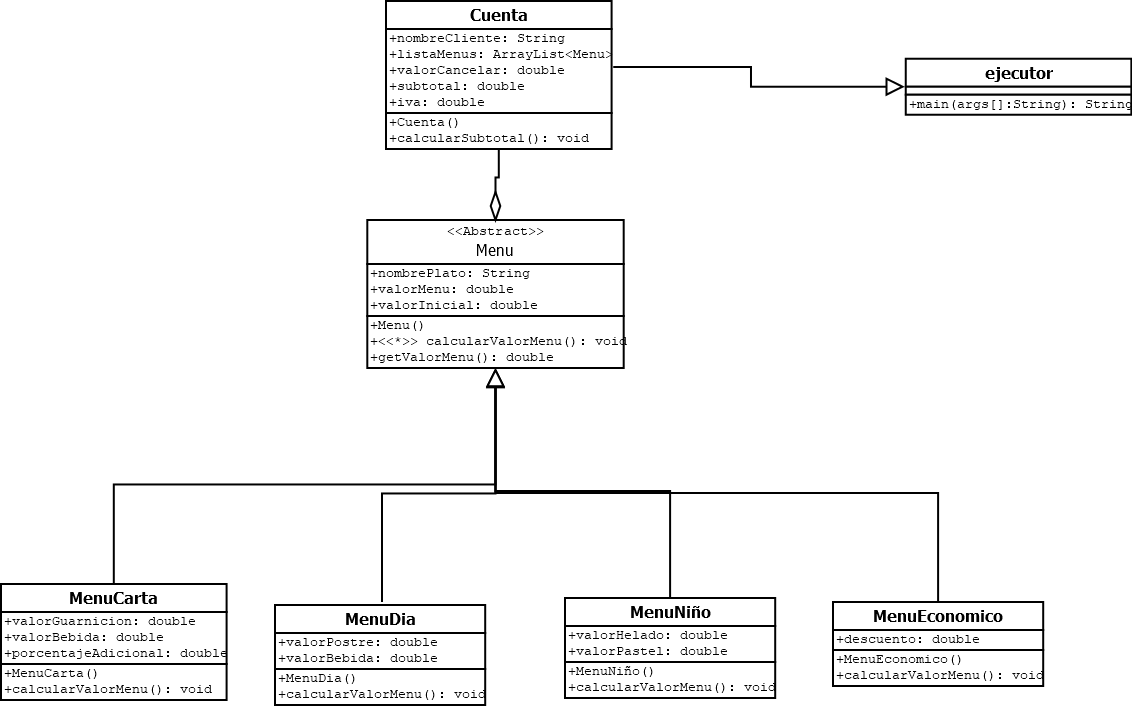 Cuenta
+nombreCliente: String
+listaMenus: ArrayList<Menu>
+valorCancelar: double
+subtotal: double
+iva: double
+Cuenta()
+calcularSubtotal(): void
ejecutor
+main(args[]:String): String
<<Abstract>>
Menu
+nombrePlato: String
+valorMenu: double
+valorInicial: double
+Menu()
+<<*>> calcularValorMenu(): void
+getValorMenu(): double
MenuCarta
+valorGuarnicion: double
+valorBebida: double
+porcentajeAdicional: double
+MenuCarta()
+calcularValorMenu(): void
MenuDia
+valorPostre: double
+valorBebida: double
+MenuDia()
+calcularValorMenu(): void
MenuNiño
+valorHelado: double
+valorPastel: double
+MenuNiño()
+calcularValorMenu(): void
MenuEconomico
+descuento: double
+MenuEconomico()
+calcularValorMenu(): void